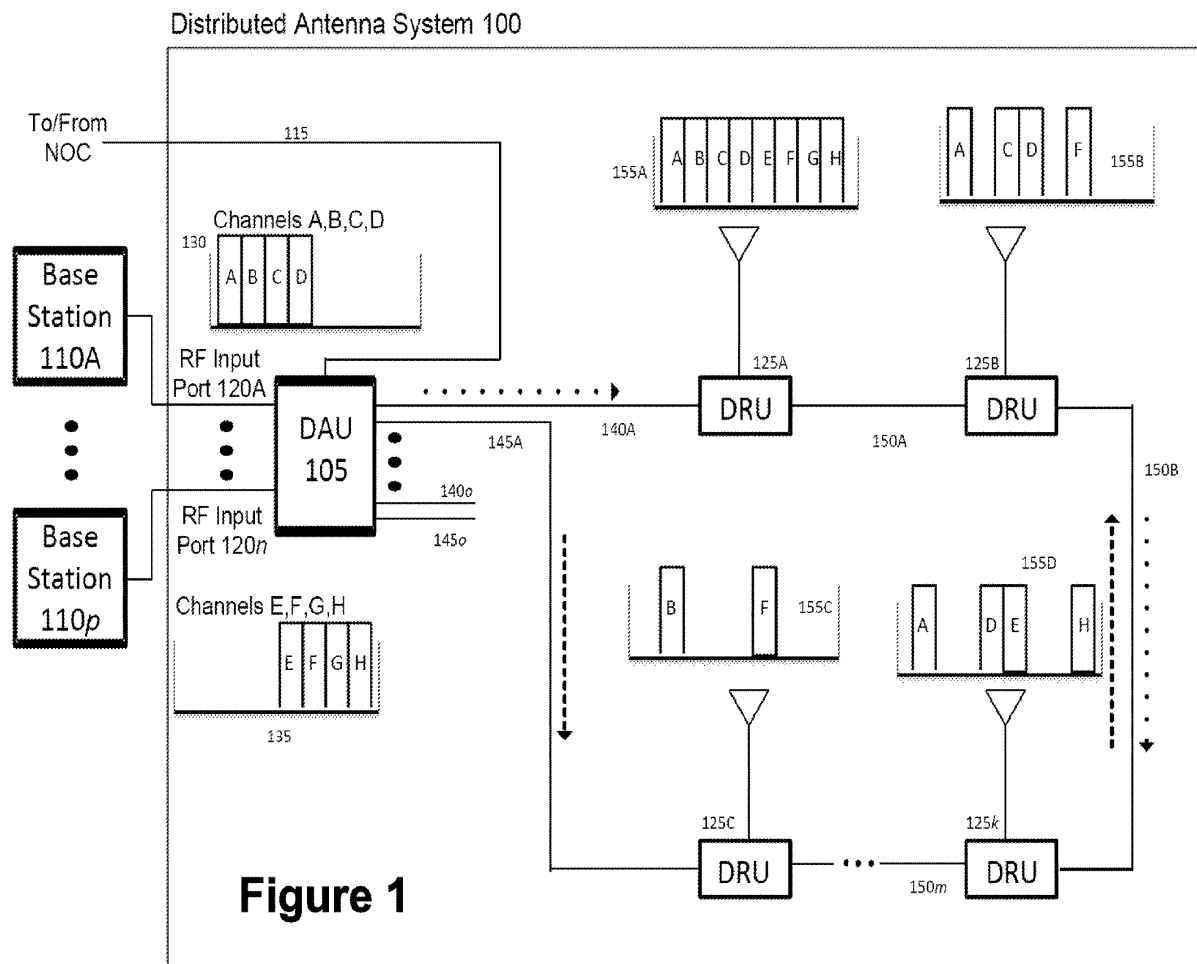 Distributed Antenna System 100
To/From
NOC
115
Channels A,B,C,D
130
A B C D
Base
Station
110A
RF Input
Port 120A
DAU
105
Base
Station
110p
RF Input
Port 120n
Channels E,F,G,H
E F G H
135
145A
140A
140o
145o
155A
A B C D E F G H
A C D F
155B
125A
DRU
150A
125B
DRU
150B
B F
155C
155D
A D E H
125C
DRU
150m
125k
DRU
Figure 1